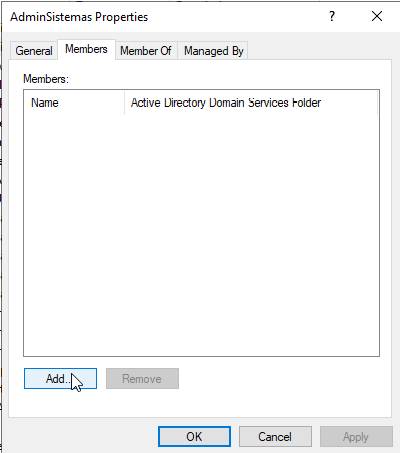 AdminSistemas Properties ? ×
General Members Member Of Managed By
Members:
Name Active Directory Domain Services Folder
Add... Remove
OK Cancel Apply